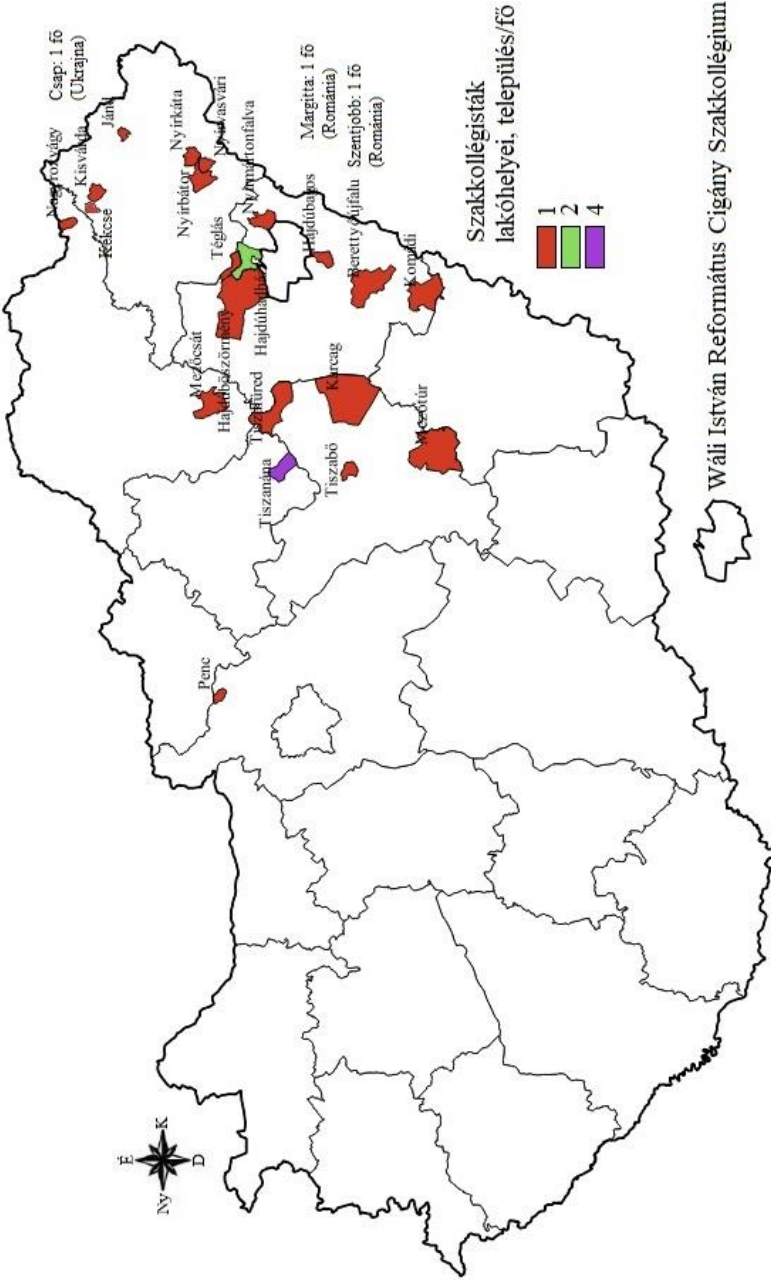 É
Ny
K
D
Penc
Tiszanána
Tiszabő
Mezőtúr
Karcag
Tiszafüred
Mezőcsát
Hajdúböszörmény
Hajdúhadház
Téglás
Nyírbátor
Nyírkáta
Nyírvasvári
Nyírmártonfalva
Kékcse
Kisvárda
Nagyrozvágy
Jánd
Csap: 1 fő
(Ukrajna)
Margitta: 1 fő
(Románia)
Szentjobb: 1 fő
(Románia)
Hajdúbagos
Berettyóújfalu
Komádi
Szakkollégisták
lakóhelyei, település/fő
1
2
4
Wáli István Református Cigány Szakkollégium